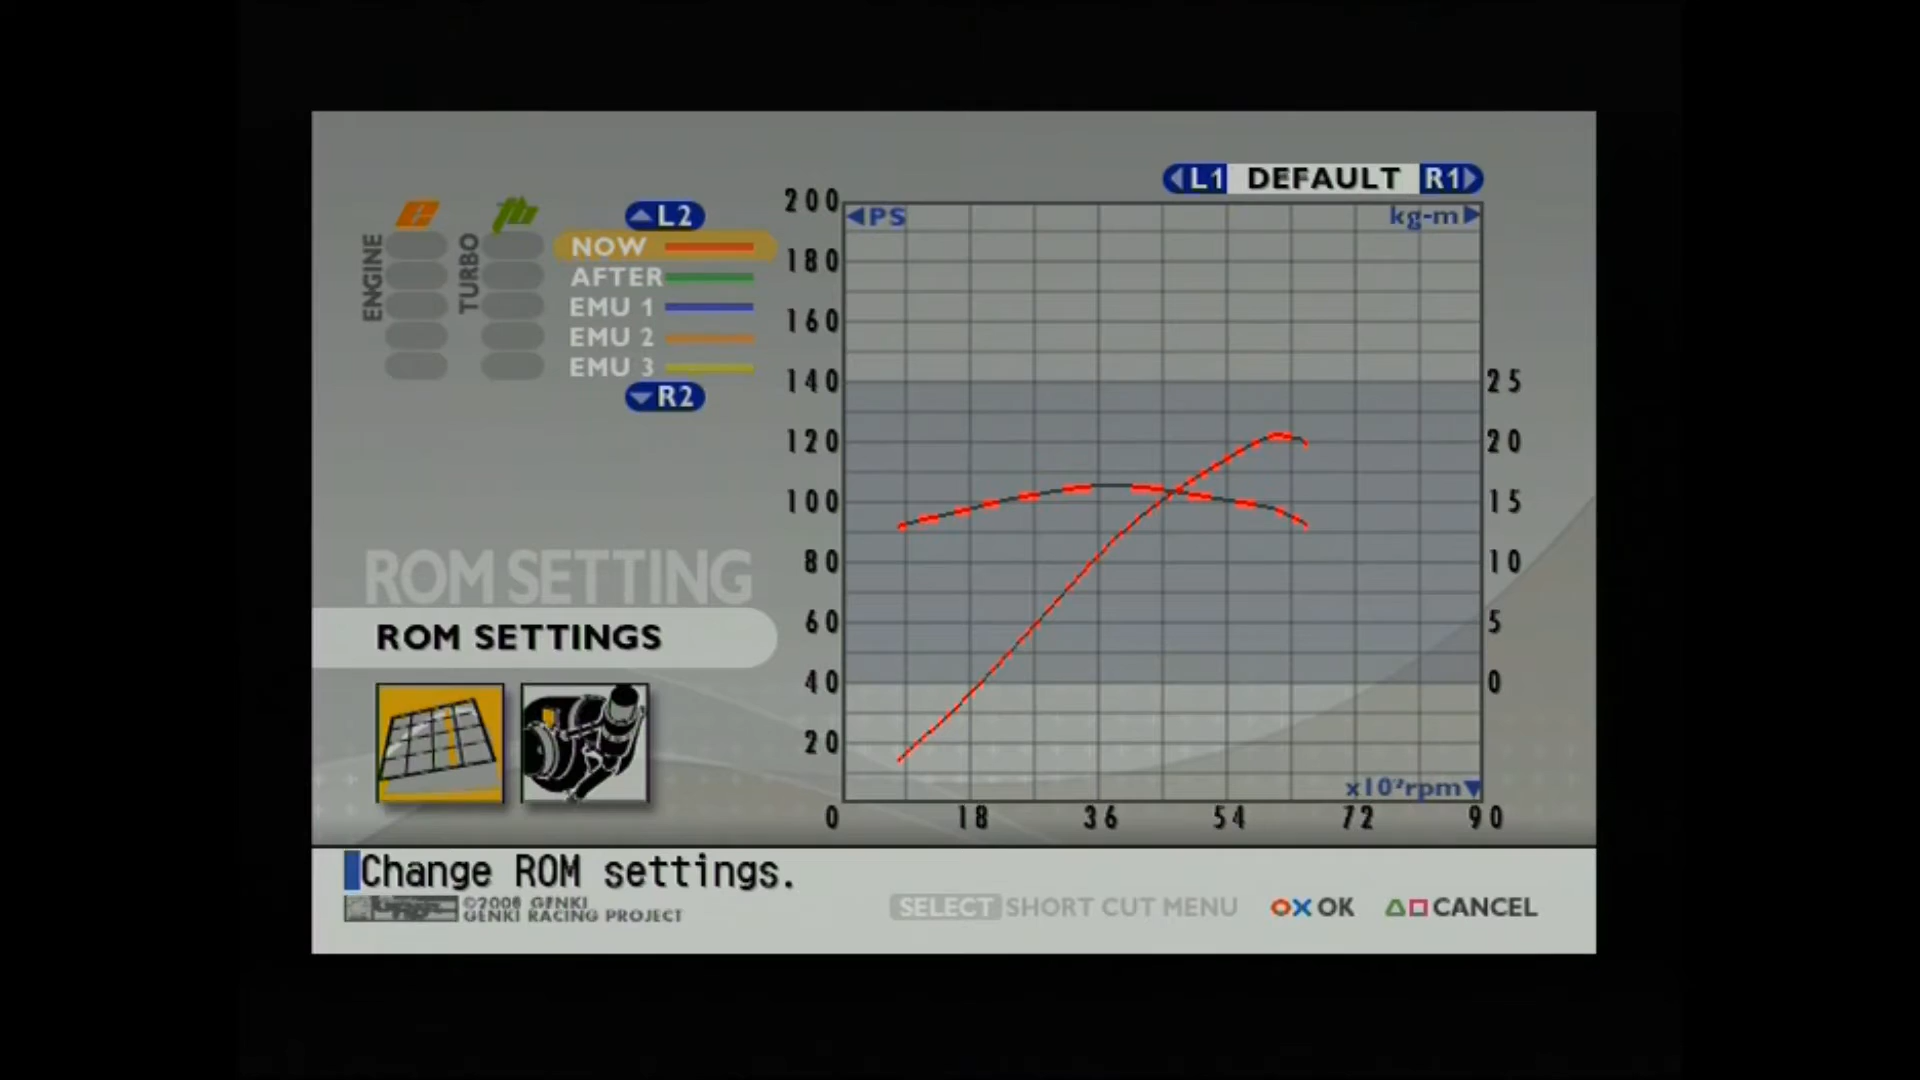 L1 DEFAULT R1
PS kg-m
ENGINE
TURBO
L2
NOW
AFTER
EMU 1
EMU 2
EMU 3
R2
200
180
160
140
120
100
80
60
40
20
25
20
15
10
5
0
x10²rpm
0 18 36 54 72 90
ROM SETTING
ROM SETTINGS
Change ROM settings.
©2006 GENKI
GENKI RACING PROJECT
SELECT SHORT CUT MENU OK CANCEL